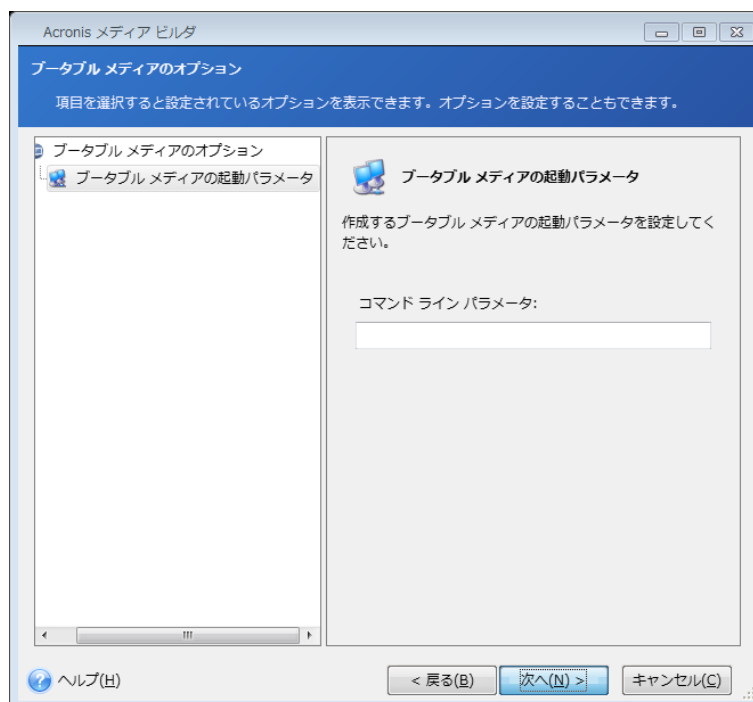 Acronis メディア ビルダ
ブータブル メディアのオプション
項目を選択すると設定されているオプションを表示できます。オプションを設定することもできます。
ブータブル メディアのオプション
ブータブル メディアの起動パラメータ
ブータブル メディアの起動パラメータ
作成するブータブル メディアの起動パラメータを設定してく
ださい。
コマンド ライン パラメータ:
ヘルプ(H)
< 戻る(B)
次へ(N) >
キャンセル(C)